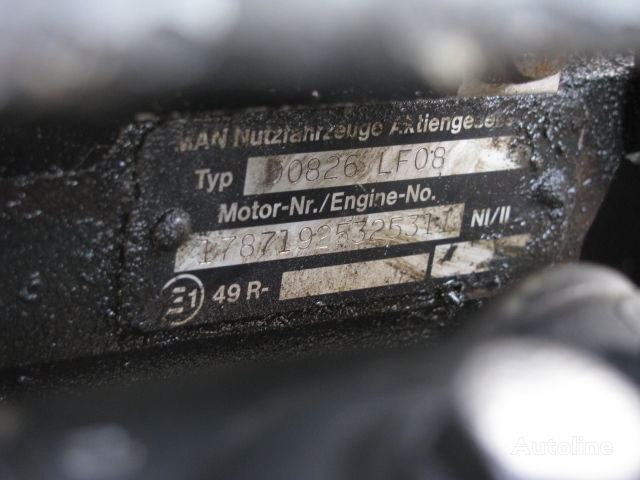 MAN Nutzfahrzeuge Aktiengesel
Typ D0826 LF08
Motor-Nr./Engine-No.
NI/II
E1 49 R-
Autoline